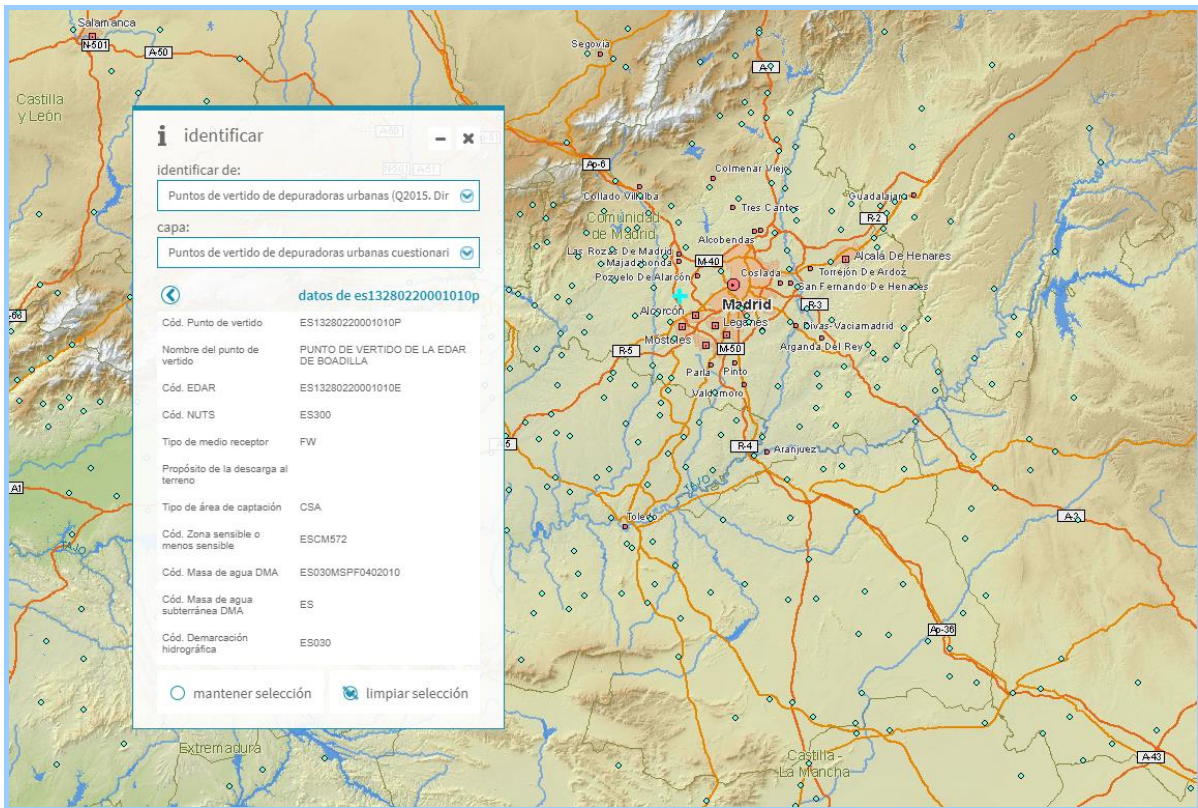 Salamanca
N-501
A-50
Segovia
A-1
Castilla
y León
identificar
identificar de:
Puntos de vertido de depuradoras urbanas (Q2015. Dir
capa:
Puntos de vertido de depuradoras urbanas cuestionari
datos de es13280220001010p
Cód. Punto de vertido ES13280220001010P
Nombre del punto de vertido PUNTO DE VERTIDO DE LA EDAR DE BOADILLA
Cód. EDAR ES13280220001010E
Cód. NUTS ES300
Tipo de medio receptor FW
Propósito de la descarga al terreno
Tipo de área de captación CSA
Cód. Zona sensible o menos sensible ESCM572
Cód. Masa de agua DMA ES030MSPF0402010
Cód. Masa de agua subterránea DMA ES
Cód. Demarcación hidrográfica ES030
mantener selección
limpiar selección
Ap-6
Colmenar Viejo
Collado Villalba
Guadalajara
Tres Cantos
R-2
Comunidad
de Madrid
Alcobendas
Las Rozas De Madrid
Majadahonda
M-40
Alcalá De Henares
Pozuelo De Alarcón
Coslada
Torrejón De Ardoz
San Fernando De Henares
Madrid
R-3
Alcorcón
Leganés
Rivas-Vaciamadrid
Móstoles
R-5
M-50
Arganda Del Rey
Parla
Pinto
Valdemoro
R-4
Aranjuez
TAJO
Toledo
A-3
TAJO
Ap-36
Extremadura
Castilla -
La Mancha
A-43